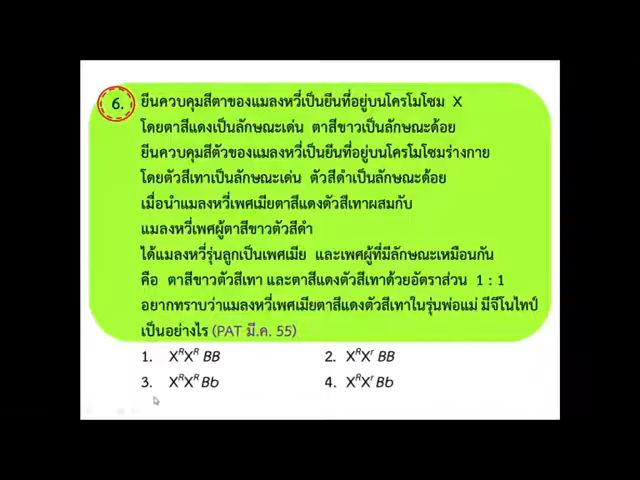 6. ยีนควบคุมสีตาของแมลงหวี่เป็นยีนที่อยู่บนโครโมโซม X
โดยตาสีแดงเป็นลักษณะเด่น ตาสีขาวเป็นลักษณะด้อย
ยีนควบคุมสีตัวของแมลงหวี่เป็นยีนที่อยู่บนโครโมโซมร่างกาย
โดยตัวสีเทาเป็นลักษณะเด่น ตัวสีดำเป็นลักษณะด้อย
เมื่อนำแมลงหวี่เพศเมียตาสีแดงตัวสีเทาผสมกับ
แมลงหวี่เพศผู้ตาสีขาวตัวสีดำ
ได้แมลงหวี่รุ่นลูกเป็นเพศเมีย และเพศผู้ที่มีลักษณะเหมือนกัน
คือ ตาสีขาวตัวสีเทา และตาสีแดงตัวสีเทาด้วยอัตราส่วน 1 : 1
อยากทราบว่าแมลงหวี่เพศเมียตาสีแดงตัวสีเทาในรุ่นพ่อแม่ มีจีโนไทป์
เป็นอย่างไร (PAT มี.ค. 55)
1. XᴿXᴿ BB 2. XᴿXʳ BB
3. XᴿXᴿ Bb 4. XᴿXʳ Bb